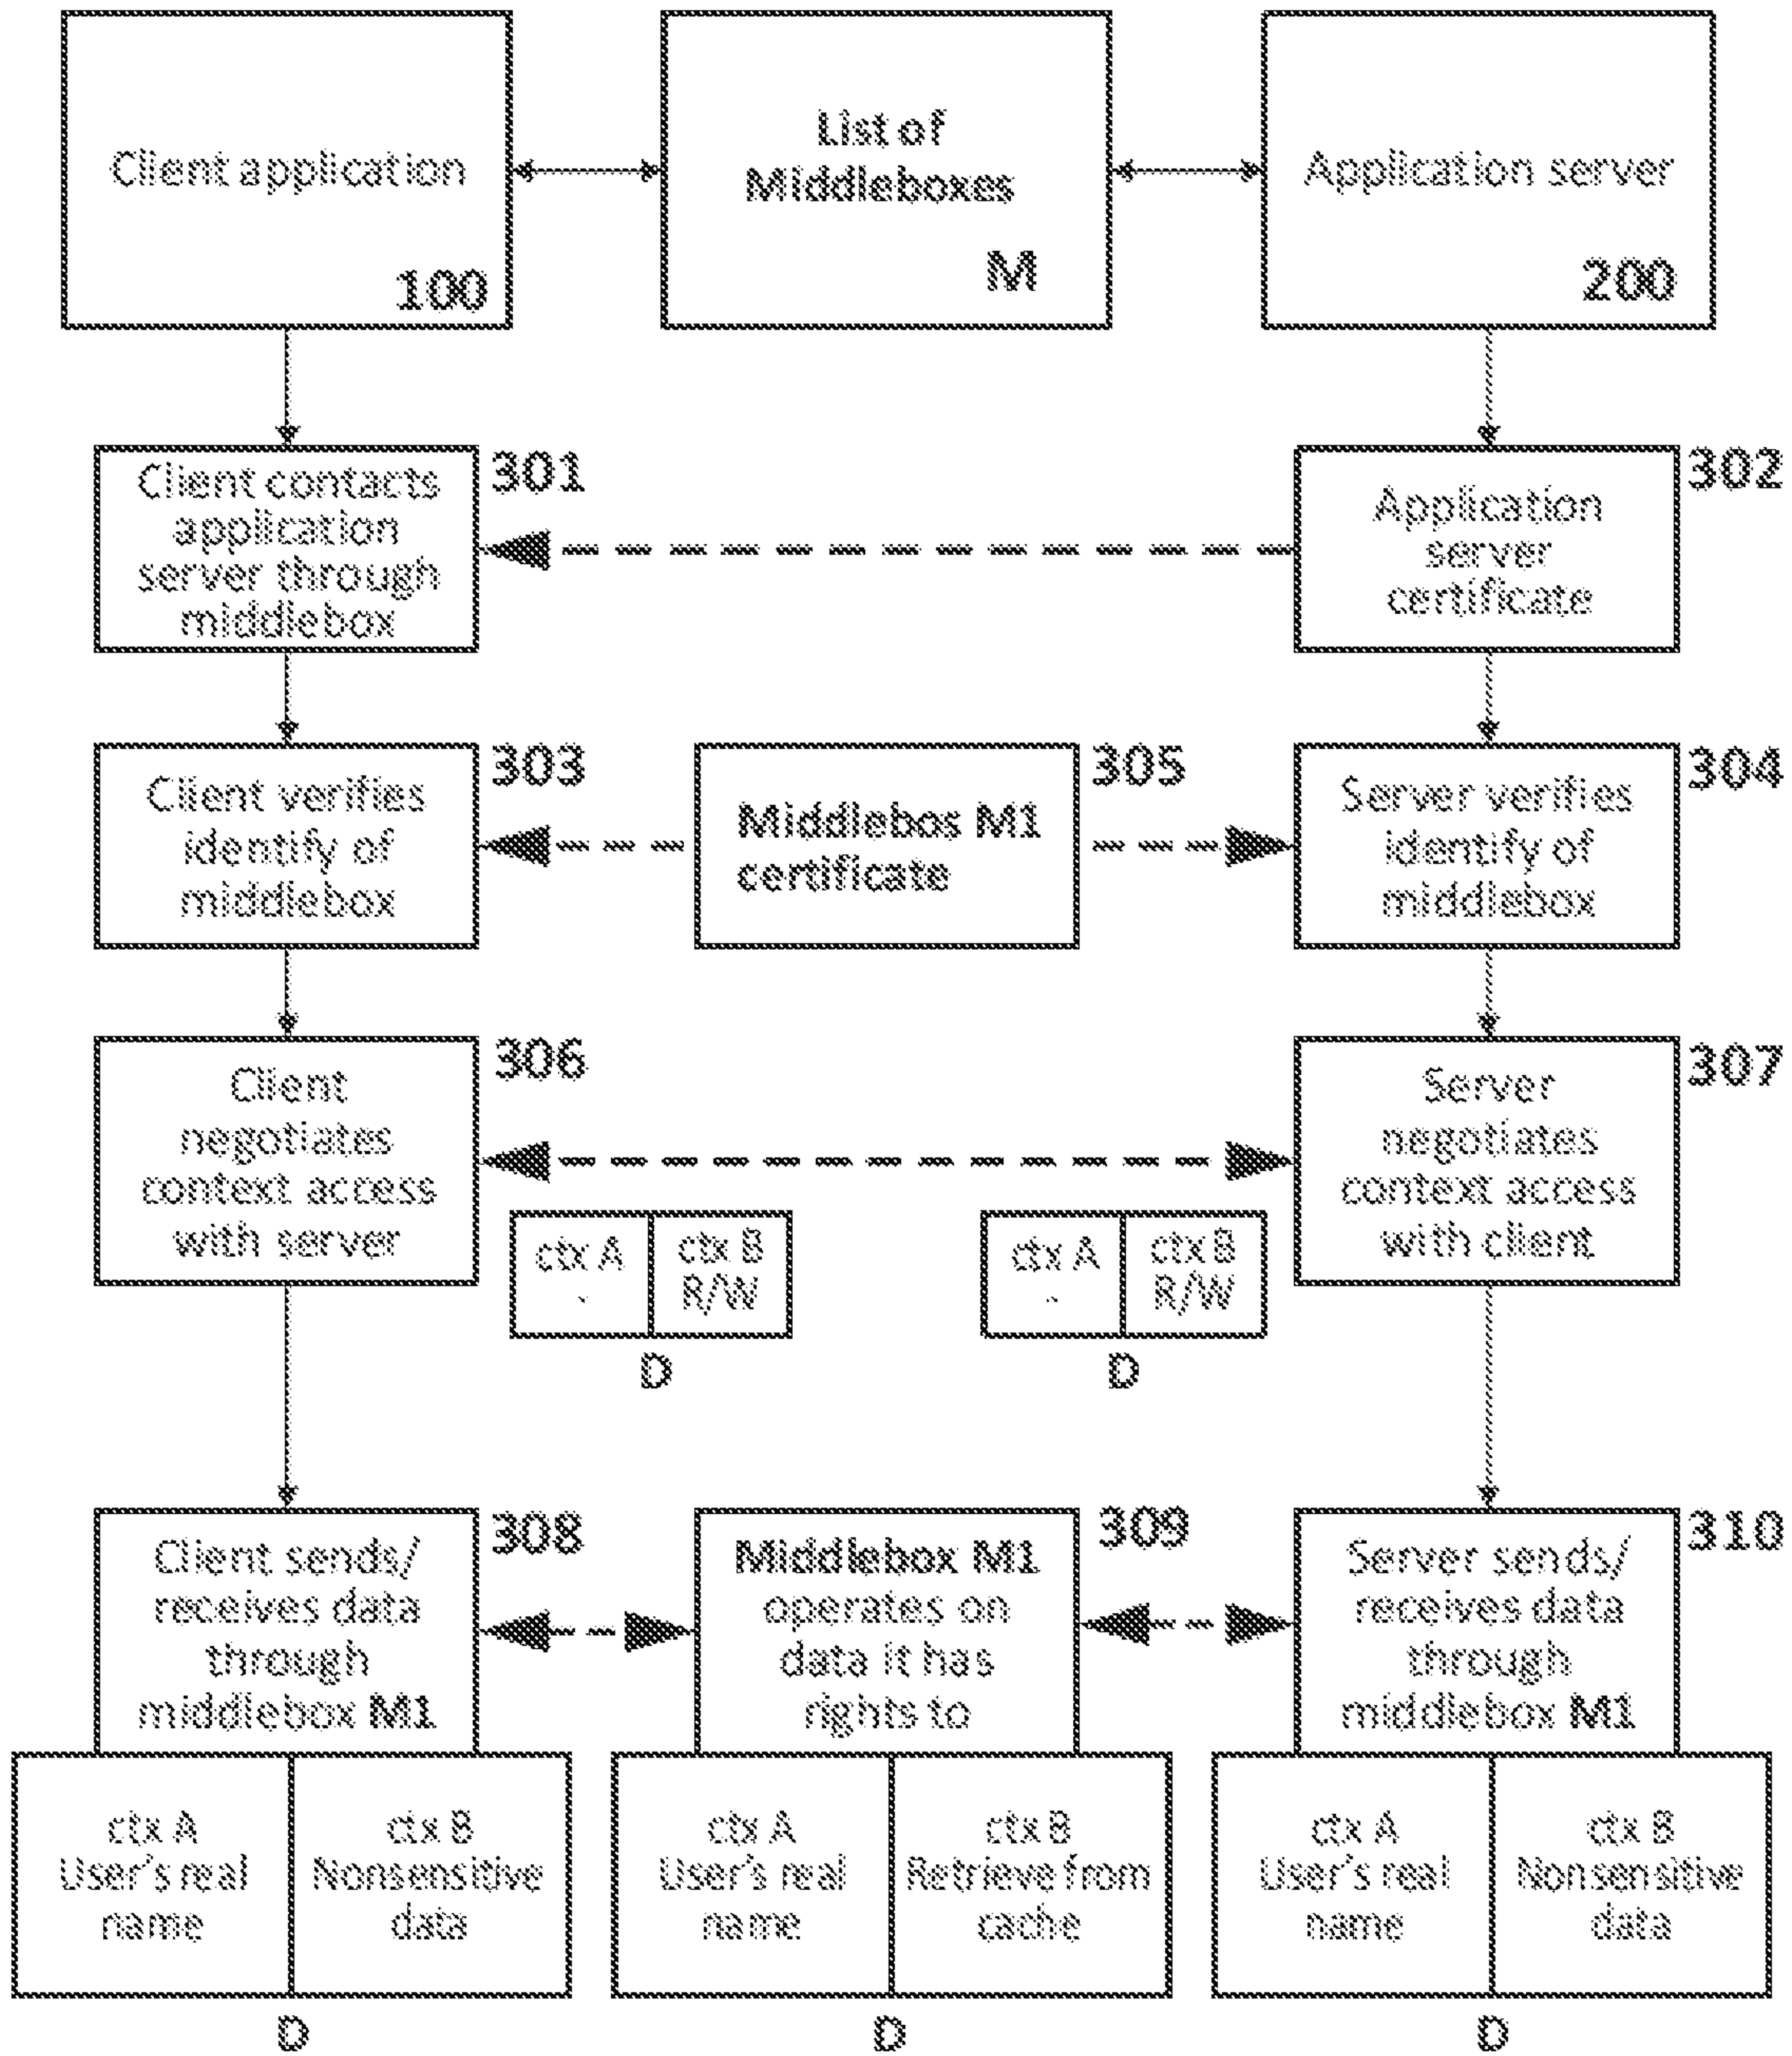 Client application
100
List of
Middleboxes
M
Application server
200
Client contacts
application
server through
middlebox
301
Application
server
certificate
302
Client verifies
identify of
middlebox
303
Middlebos M1
certificate
305
Server verifies
identify of
middlebox
304
Client
negotiates
context access
with server
306
Server
negotiates
context access
with client
307
ctx A
-
ctx B
R/W
D
ctx A
-
ctx B
R/W
D
Client sends/
receives data
through
middlebox M1
308
Middlebox M1
operates on
data it has
rights to
309
Server sends/
receives data
through
middlebox M1
310
ctx A
User's real
name
ctx B
Nonsensitive
data
D
ctx A
User's real
name
ctx B
Retrieve from
cache
D
ctx A
User's real
name
ctx B
Nonsensitive
data
D